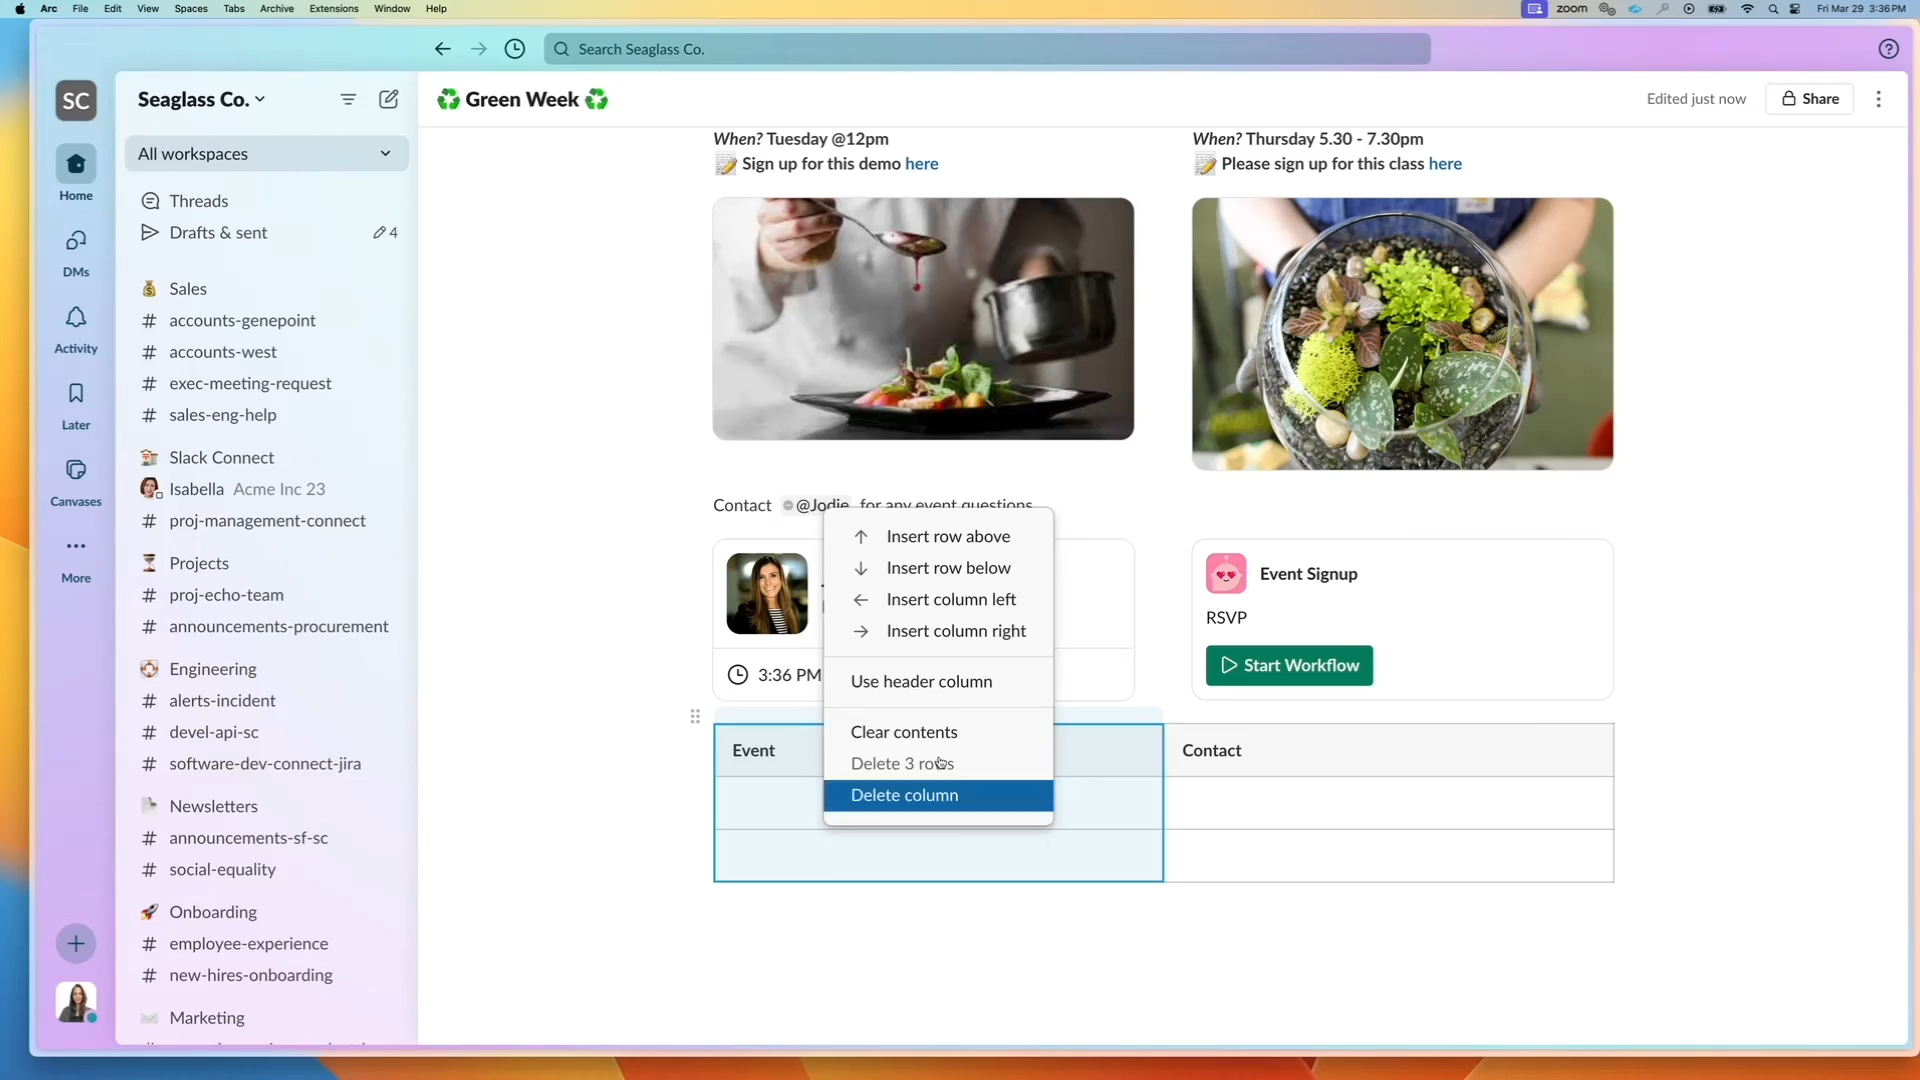 Arc File Edit View Spaces Tabs Archive Extensions Window Help
zoom Fri Mar 29 3:36 PM
Search Seaglass Co.
SC
Home
DMs
Activity
Later
Canvases
More
Seaglass Co.
All workspaces
Threads
Drafts & sent 4
Sales
# accounts-genepoint
# accounts-west
# exec-meeting-request
# sales-eng-help
Slack Connect
Isabella Acme Inc 23
# proj-management-connect
Projects
# proj-echo-team
# announcements-procurement
Engineering
# alerts-incident
# devel-api-sc
# software-dev-connect-jira
Newsletters
# announcements-sf-sc
# social-equality
Onboarding
# employee-experience
# new-hires-onboarding
Marketing
Green Week
Edited just now
Share
When? Tuesday @12pm
Sign up for this demo here
When? Thursday 5.30 - 7.30pm
Please sign up for this class here
Contact @Jodie for any event questions
3:36 PM
Insert row above
Insert row below
Insert column left
Insert column right
Use header column
Clear contents
Delete 3 rows
Delete column
Event Signup
RSVP
Start Workflow
Event
Contact